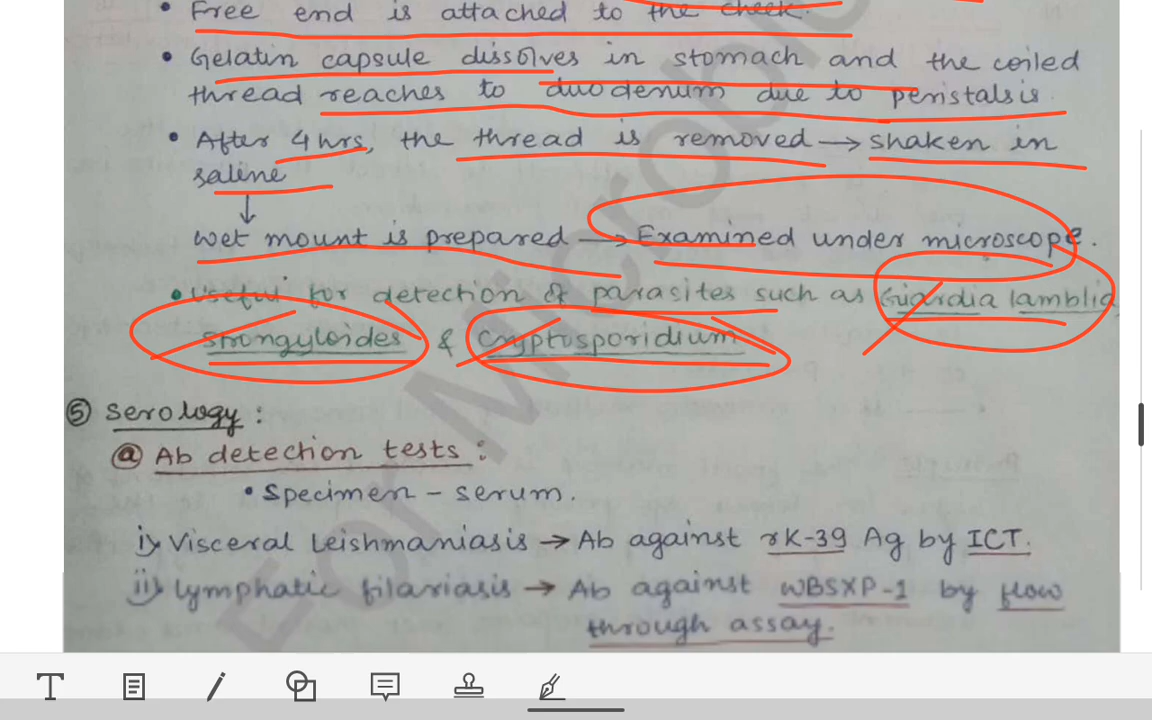 • Free end is attached to the cheek.
• Gelatin capsule dissolves in stomach and the coiled
thread reaches to duodenum due to peristalsis.
• After 4 hrs, the thread is removed → shaken in
saline
↓
Wet mount is prepared → Examined under microscope.
• Useful for detection of parasites such as Giardia lamblia
Strongyloides & Cryptosporidium
⑤ Serology :
ⓐ Ab detection tests :
• Specimen - serum.
i) Visceral leishmaniasis → Ab against rK-39 Ag by ICT.
ii) Lymphatic filariasis → Ab against WBSXP-1 by flow
through assay.
For Microbio
T